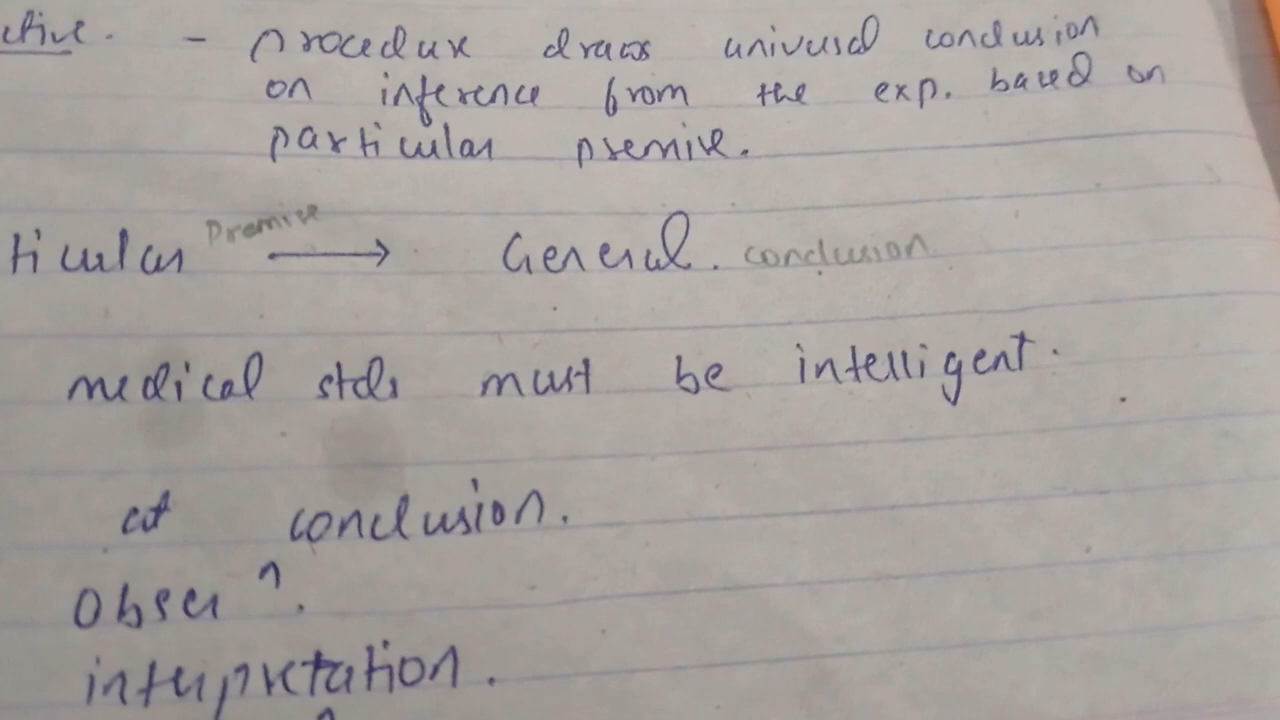 ctive. - procedure draws universal conclusion
on inference from the exp. based on
particular premise.
ticular Premise → General. conclusion
medical stds must be intelligent.
conclusion.
Obser^n.
interpretation.